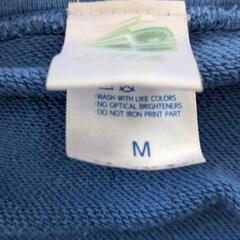 ·WASH WITH LIKE COLORS
·NO OPTICAL BRIGHTENERS
·DO NOT IRON PRINT PART
M